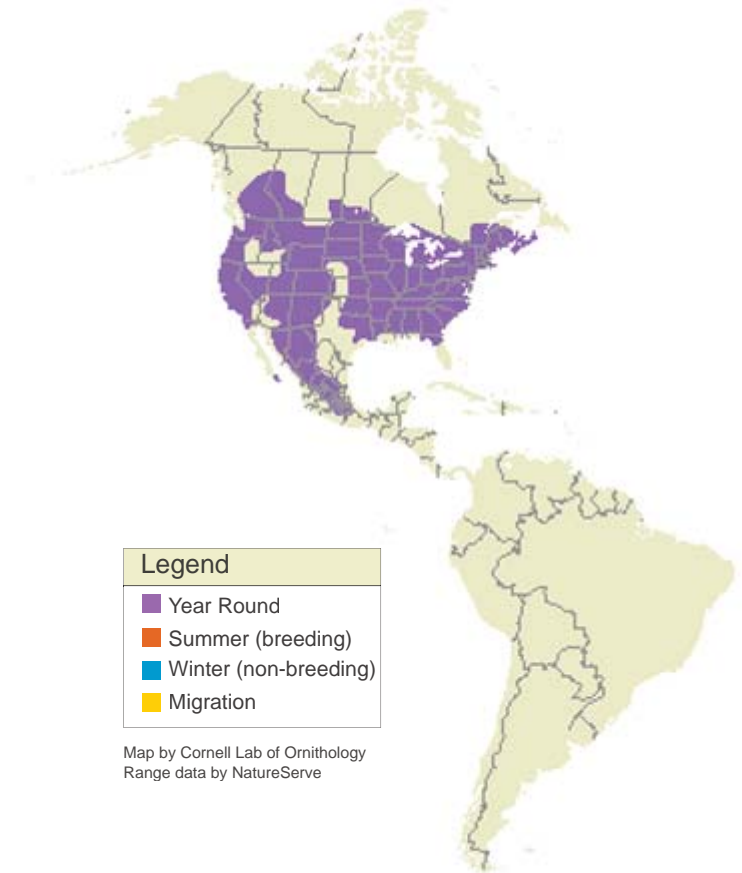 Legend
Year Round
Summer (breeding)
Winter (non-breeding)
Migration
Map by Cornell Lab of Ornithology
Range data by NatureServe